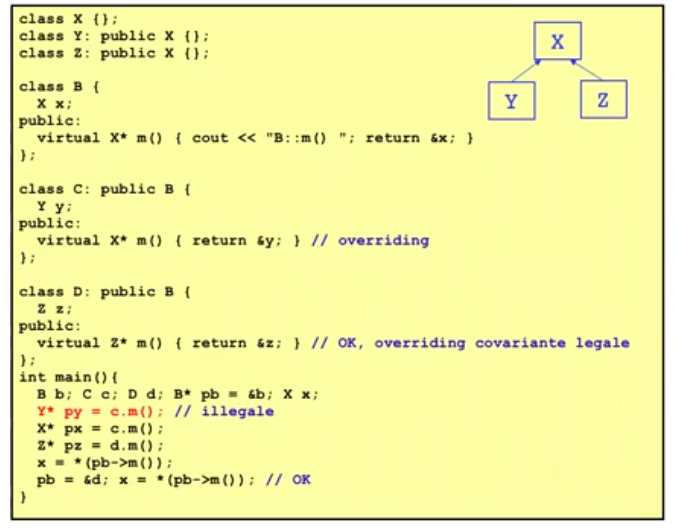 class X {};
class Y: public X {};
class Z: public X {};
X
Y
Z
class B {
X x;
public:
virtual X* m() { cout << "B::m() "; return &x; }
};
class C: public B {
Y y;
public:
virtual X* m() { return &y; } // overriding
};
class D: public B {
Z z;
public:
virtual Z* m() { return &z; } // OK, overriding covariante legale
};
int main(){
B b; C c; D d; B* pb = &b; X x;
Y* py = c.m(); // illegale
X* px = c.m();
Z* pz = d.m();
x = *(pb->m());
pb = &d; x = *(pb->m()); // OK
}